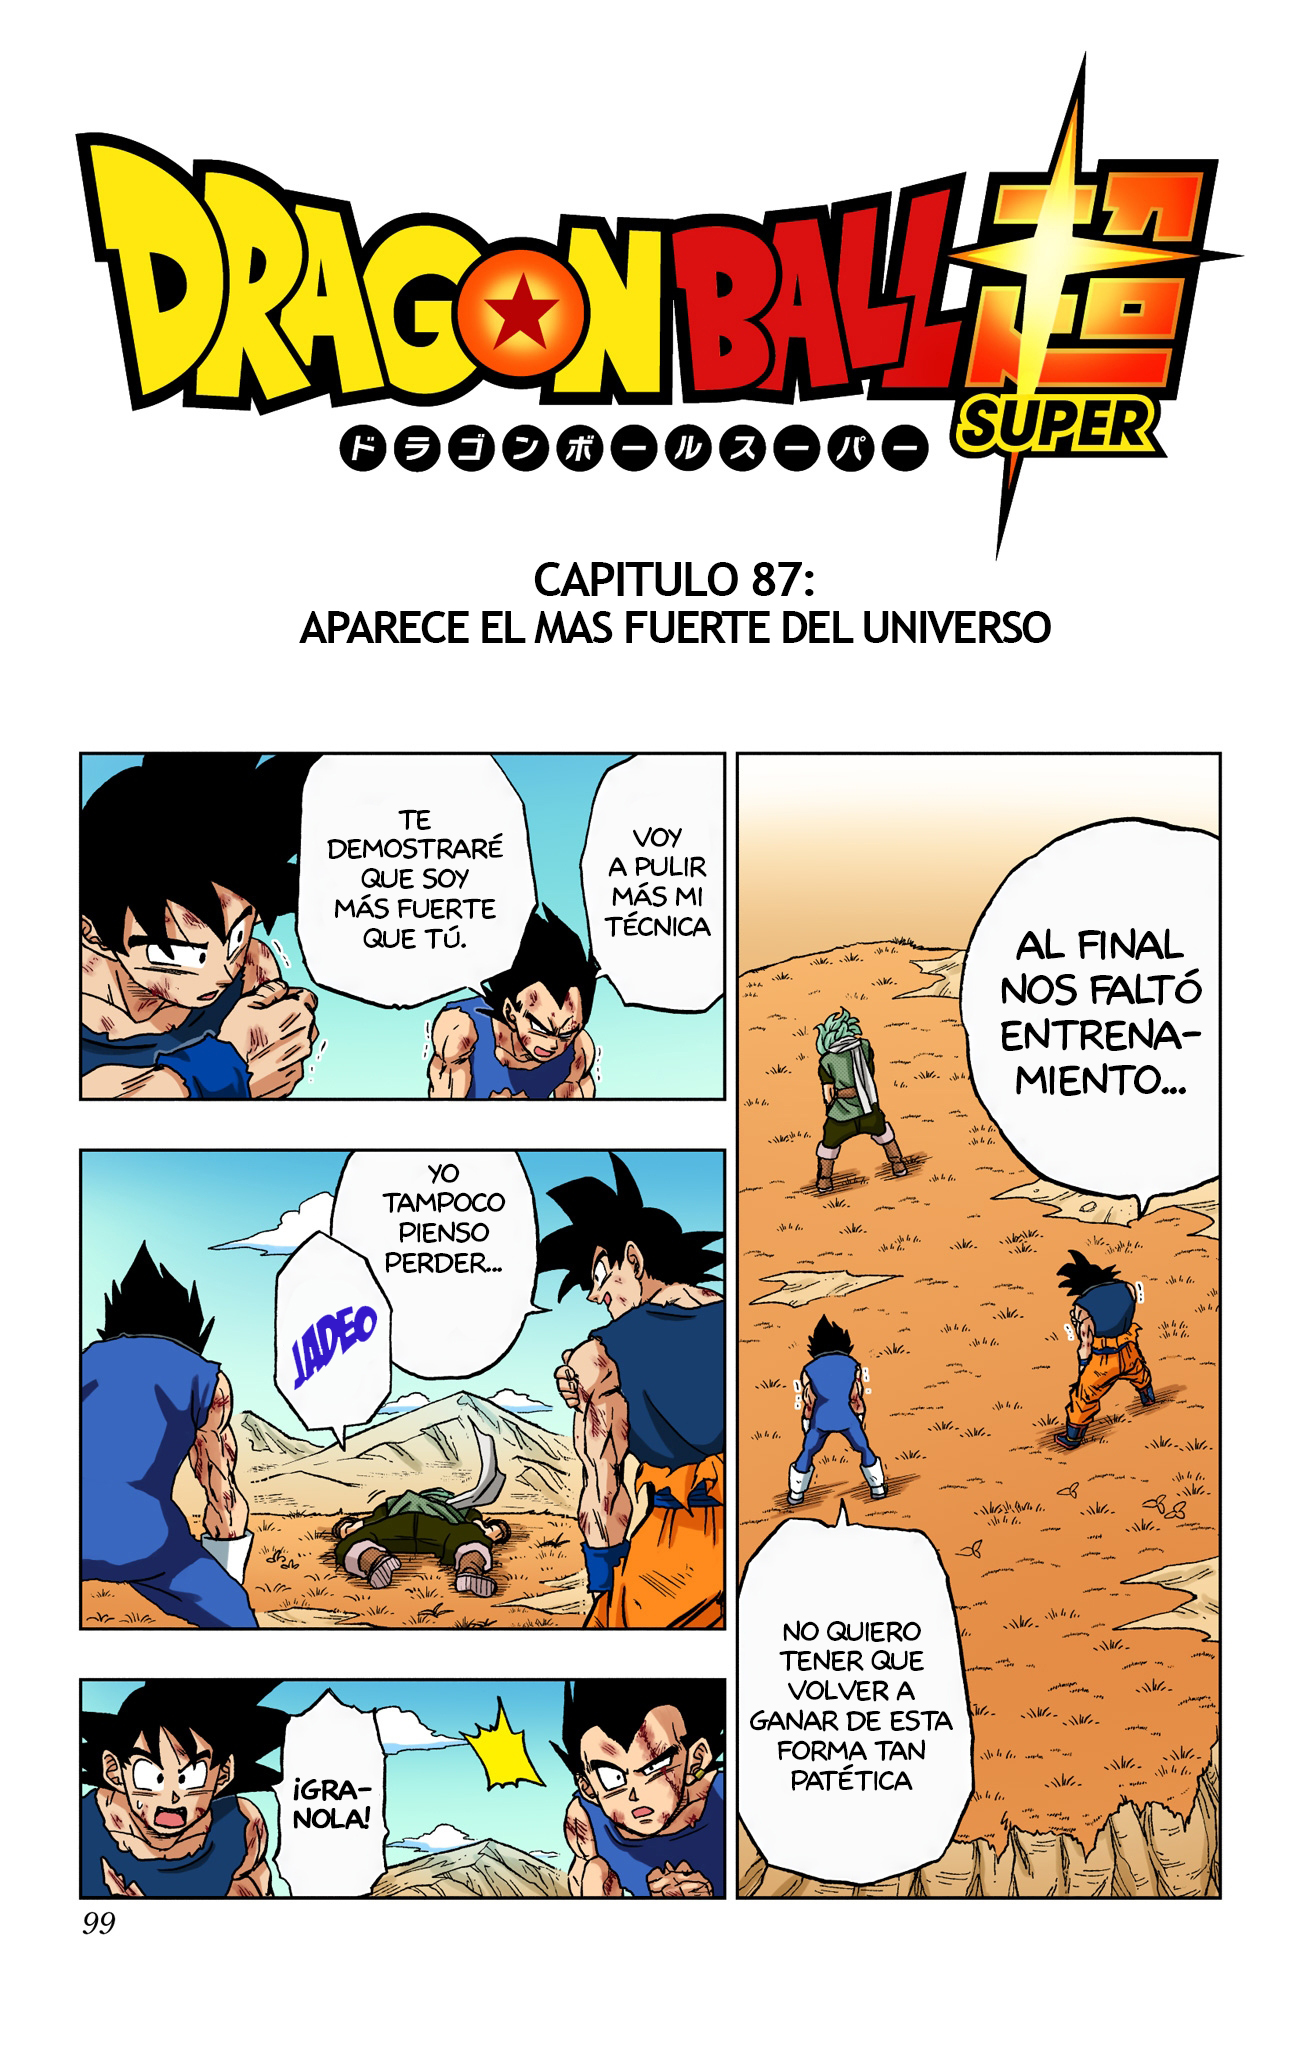 DRAGON BALL 超
SUPER
ドラゴンボールスーパー
CAPITULO 87:
APARECE EL MAS FUERTE DEL UNIVERSO
AL FINAL
NOS FALTÓ
ENTRENA-
MIENTO...
NO QUIERO
TENER QUE
VOLVER A
GANAR DE ESTA
FORMA TAN
PATÉTICA
VOY
A PULIR
MÁS MI
TÉCNICA
TE
DEMOSTRARÉ
QUE SOY
MÁS FUERTE
QUE TÚ.
YO
TAMPOCO
PIENSO
PERDER...
JADEO
¡GRA-
NOLA!
99